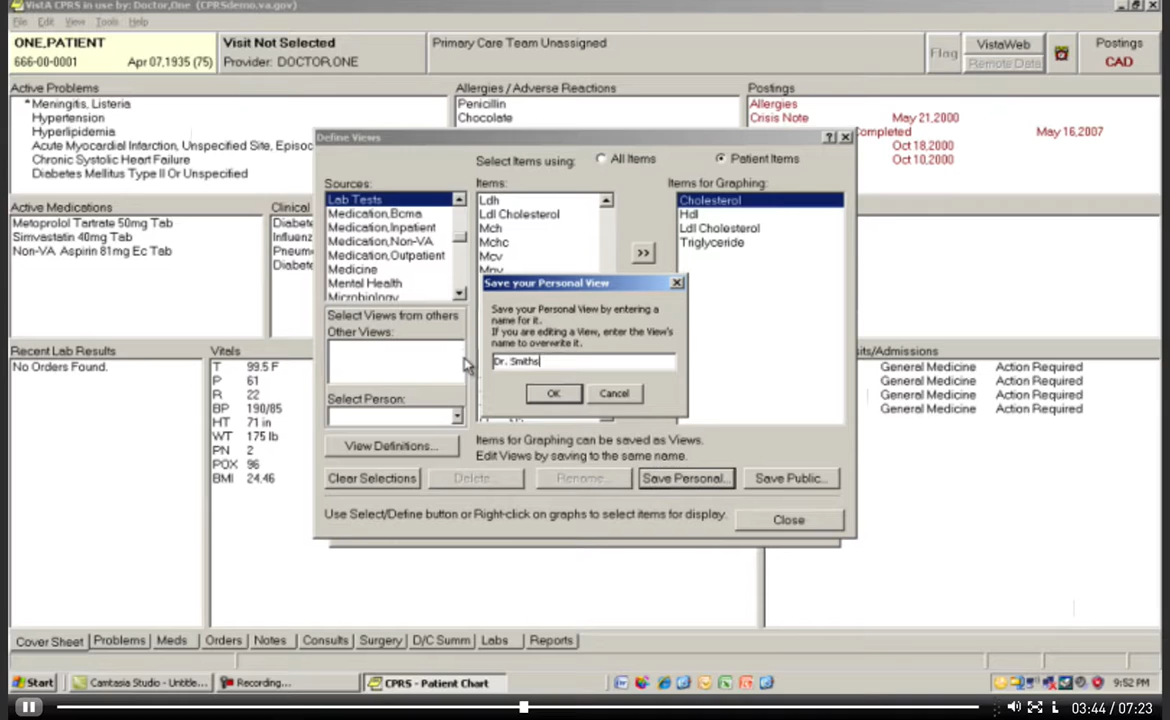 VistA CPRS in use by: Doctor,One (CPRSdemo.va.gov)
File Edit View Tools Help
ONE,PATIENT
666-00-0001 Apr 07,1935 (75)
Visit Not Selected
Provider: DOCTOR,ONE
Primary Care Team Unassigned
Flag
VistaWeb
Remote Data
Postings
CAD
Active Problems
* Meningitis, Listeria
Hypertension
Hyperlipidemia
Acute Myocardial Infarction, Unspecified Site, Episoc
Chronic Systolic Heart Failure
Diabetes Mellitus Type II Or Unspecified
Allergies / Adverse Reactions
Penicillin
Chocolate
Postings
Allergies
Crisis Note May 21,2000
Completed May 16,2007
Oct 18,2000
Oct 10,2000
Active Medications
Metoprolol Tartrate 50mg Tab
Simvastatin 40mg Tab
Non-VA Aspirin 81mg Ec Tab
Clinical
Diabete
Influenz
Pneum
Diabete
Define Views
Select Items using: All Items Patient Items
Sources:
Lab Tests
Medication,Bcma
Medication,Inpatient
Medication,Non-VA
Medication,Outpatient
Medicine
Mental Health
Microbiology
Items:
Ldh
Ldl Cholesterol
Mch
Mchc
Mcv
Mpv
>>
Items for Graphing:
Cholesterol
Hdl
Ldl Cholesterol
Triglyceride
Select Views from others
Other Views:
Select Person:
View Definitions...
Save your Personal View
Save your Personal View by entering a
name for it.
If you are editing a View, enter the View's
name to overwrite it.
Dr. Smiths
OK
Cancel
Items for Graphing can be saved as Views.
Edit Views by saving to the same name.
Clear Selections Delete... Rename... Save Personal... Save Public...
Use Select/Define button or Right-click on graphs to select items for display.
Close
Recent Lab Results
No Orders Found.
Vitals
T 99.5 F
P 61
R 22
BP 190/85
HT 71 in
WT 175 lb
PN 2
POX 96
BMI 24.46
its/Admissions
General Medicine Action Required
General Medicine Action Required
General Medicine Action Required
General Medicine Action Required
Cover Sheet Problems Meds Orders Notes Consults Surgery D/C Summ Labs Reports
Start
Camtasia Studio - Untitle...
Recording...
CPRS - Patient Chart
9:52 PM
03:44 / 07:23